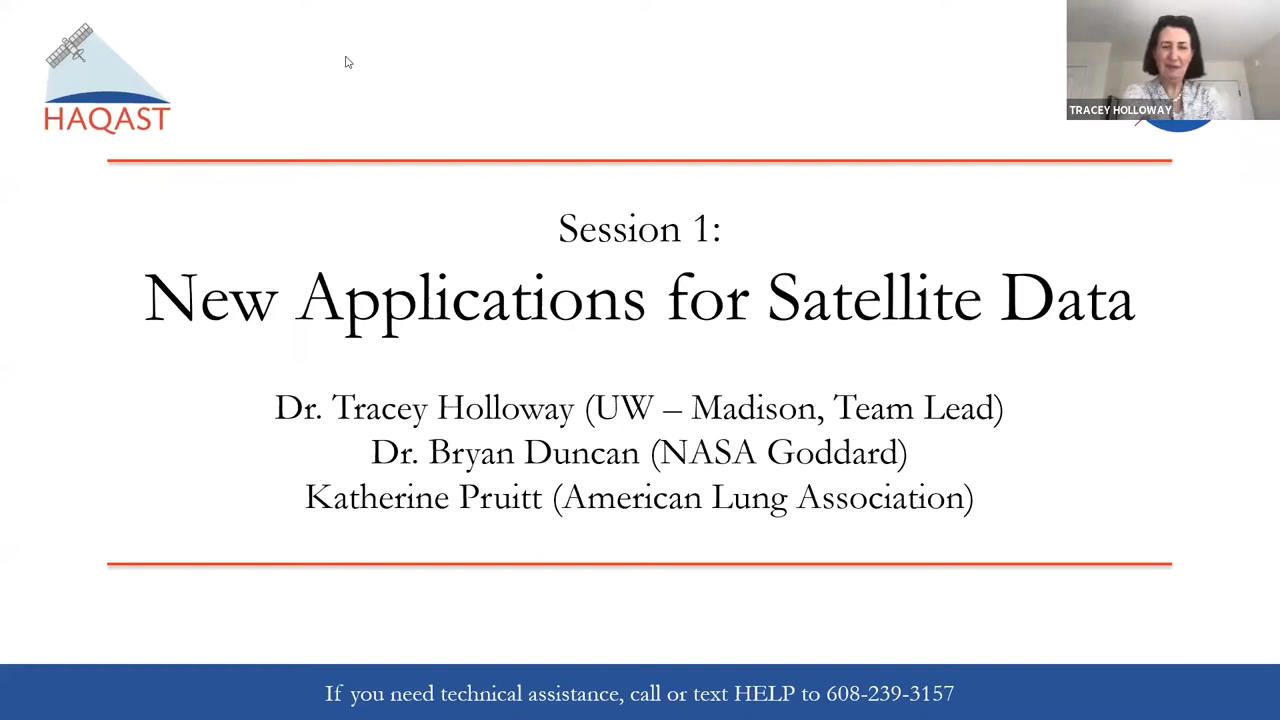 HAQAST
TRACEY HOLLOWAY
Session 1:
New Applications for Satellite Data
Dr. Tracey Holloway (UW – Madison, Team Lead)
Dr. Bryan Duncan (NASA Goddard)
Katherine Pruitt (American Lung Association)
If you need technical assistance, call or text HELP to 608-239-3157